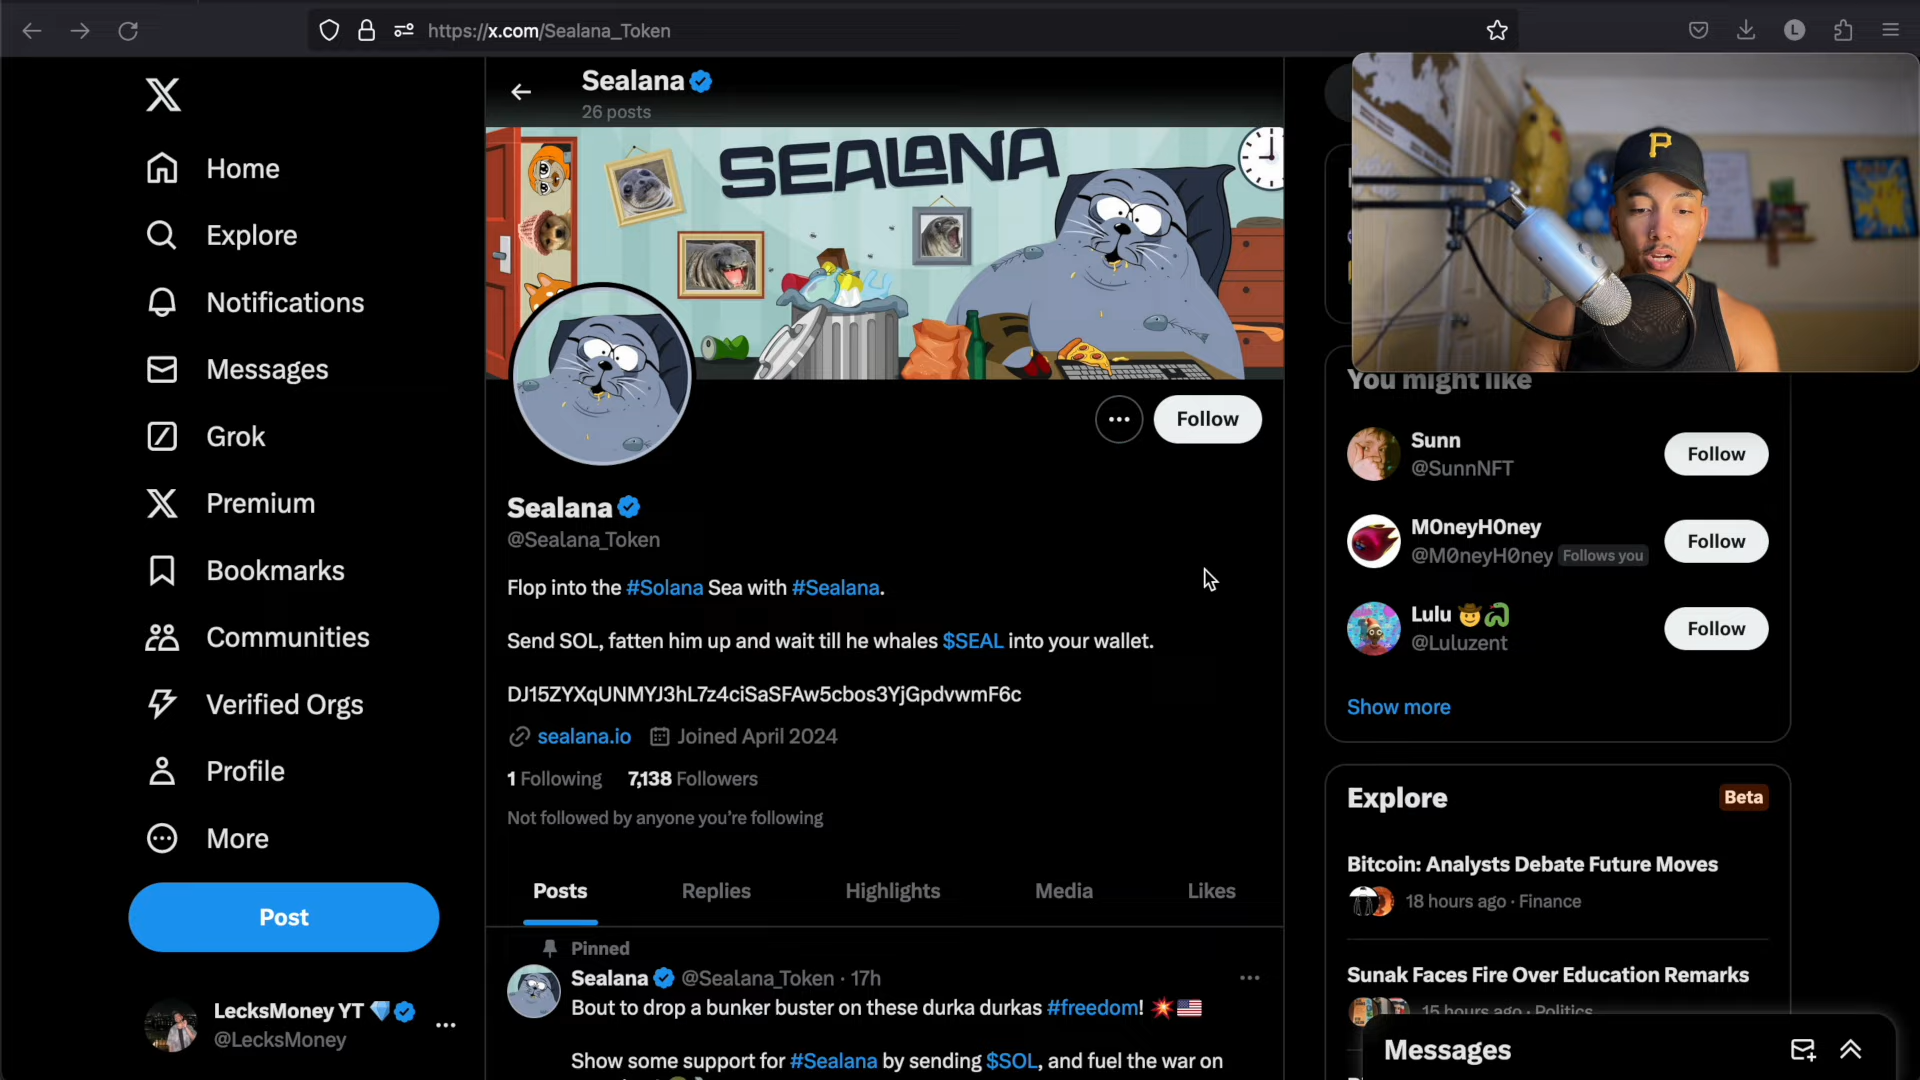 https://x.com/Sealana_Token
L
Sealana
26 posts
SEALANA
P
Home
Explore
Notifications
Messages
Grok
Premium
Bookmarks
Communities
Verified Orgs
Profile
More
Post
LecksMoney YT
@LecksMoney
Follow
Sealana
@Sealana_Token
Flop into the #Solana Sea with #Sealana.
Send SOL, fatten him up and wait till he whales $SEAL into your wallet.
DJ15ZYXqUNMYJ3hL7z4ciSaSFAw5cbos3YjGpdvwmF6c
sealana.io Joined April 2024
1 Following 7,138 Followers
Not followed by anyone you're following
Posts Replies Highlights Media Likes
Pinned
Sealana @Sealana_Token · 17h
Bout to drop a bunker buster on these durka durkas #freedom!
Show some support for #Sealana by sending $SOL, and fuel the war on
You might like
Sunn
@SunnNFT
Follow
M0neyH0ney
@M0neyH0ney Follows you
Follow
Lulu
@Luluzent
Follow
Show more
Explore Beta
Bitcoin: Analysts Debate Future Moves
18 hours ago · Finance
Sunak Faces Fire Over Education Remarks
15 hours ago · Politics
Messages